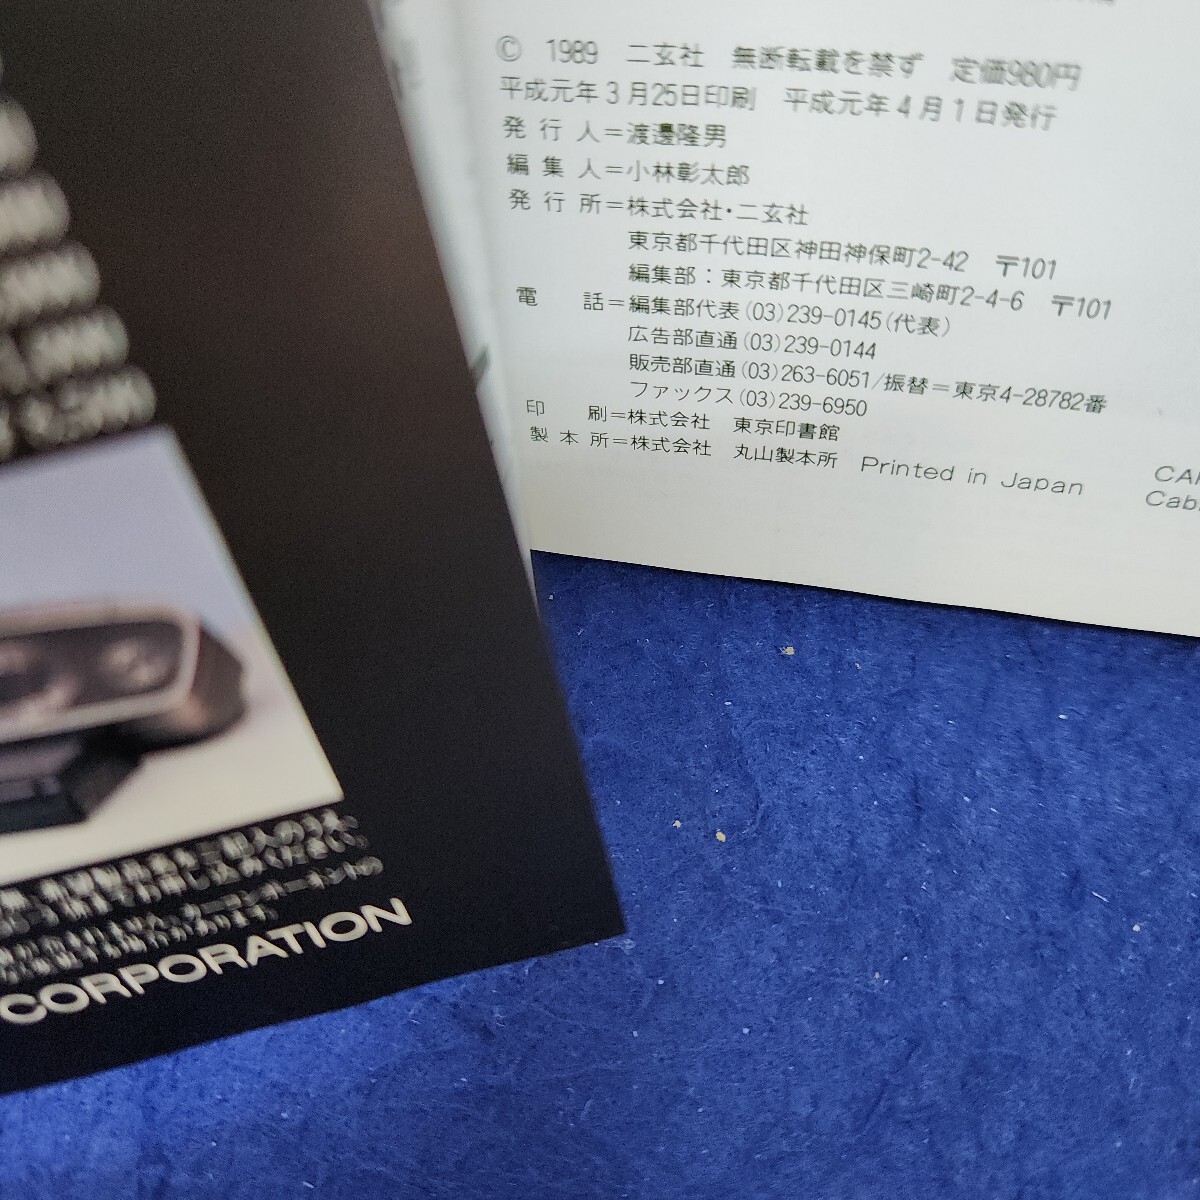 © 1989 二玄社 無断転載を禁ず 定価980円
平成元年3月25日印刷 平成元年4月1日発行
発行人＝渡邊隆男
編集人＝小林彰太郎
発行所＝株式会社・二玄社
東京都千代田区神田神保町2-42 〒101
編集部：東京都千代田区三崎町2-4-6 〒101
電話＝編集部代表(03)239-0145(代表)
広告部直通(03)239-0144
販売部直通(03)263-6051/振替＝東京4-28782番
ファックス(03)239-6950
印刷＝株式会社 東京印書館
製本所＝株式会社 丸山製本所 Printed in Japan
CORPORATION